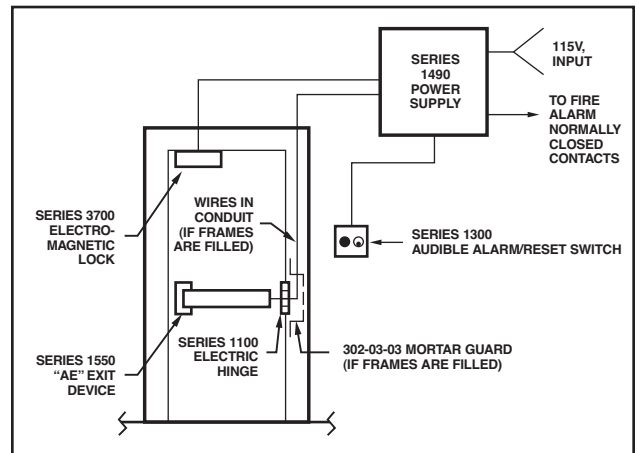 SERIES
1490
POWER
SUPPLY
115V,
INPUT
TO FIRE
ALARM
NORMALLY
CLOSED
CONTACTS
WIRES IN
CONDUIT
(IF FRAMES
ARE FILLED)
SERIES 3700
ELECTRO-
MAGNETIC
LOCK
SERIES 1300
AUDIBLE ALARM/RESET SWITCH
SERIES 1550
“AE” EXIT
DEVICE
SERIES 1100
ELECTRIC
HINGE
302-03-03 MORTAR GUARD
(IF FRAMES ARE FILLED)